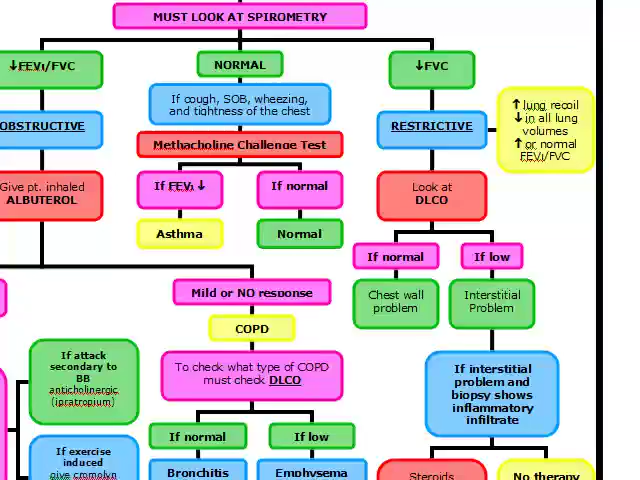 MUST LOOK AT SPIROMETRY
↓FEV₁/FVC
NORMAL
↓FVC
If cough, SOB, wheezing,
and tightness of the chest
↑ lung recoil
↓ in all lung
volumes
↑ or normal
FEV₁/FVC
OBSTRUCTIVE
RESTRICTIVE
Methacholine Challenge Test
Give pt. inhaled
ALBUTEROL
If FEV₁ ↓
If normal
Look at
DLCO
Asthma
Normal
If normal
If low
Mild or NO response
Chest wall
problem
Interstitial
Problem
COPD
If attack
secondary to
BB
anticholinergic
(ipratropium)
To check what type of COPD
must check DLCO
If interstitial
problem and
biopsy shows
inflammatory
infiltrate
If normal
If low
If exercise
induced
give cromolyn
Bronchitis
Emphysema
Steroids
No therapy